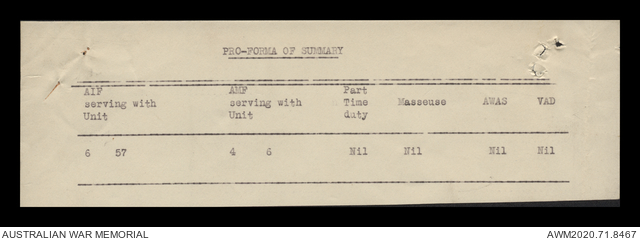 PRO-FORMA OF SUMMARY
AIF AMF Part
serving with serving with Time Masseuse AWAS VAD
Unit Unit duty
6 57 4 6 Nil Nil Nil Nil
AUSTRALIAN WAR MEMORIAL AWM2020.71.8467